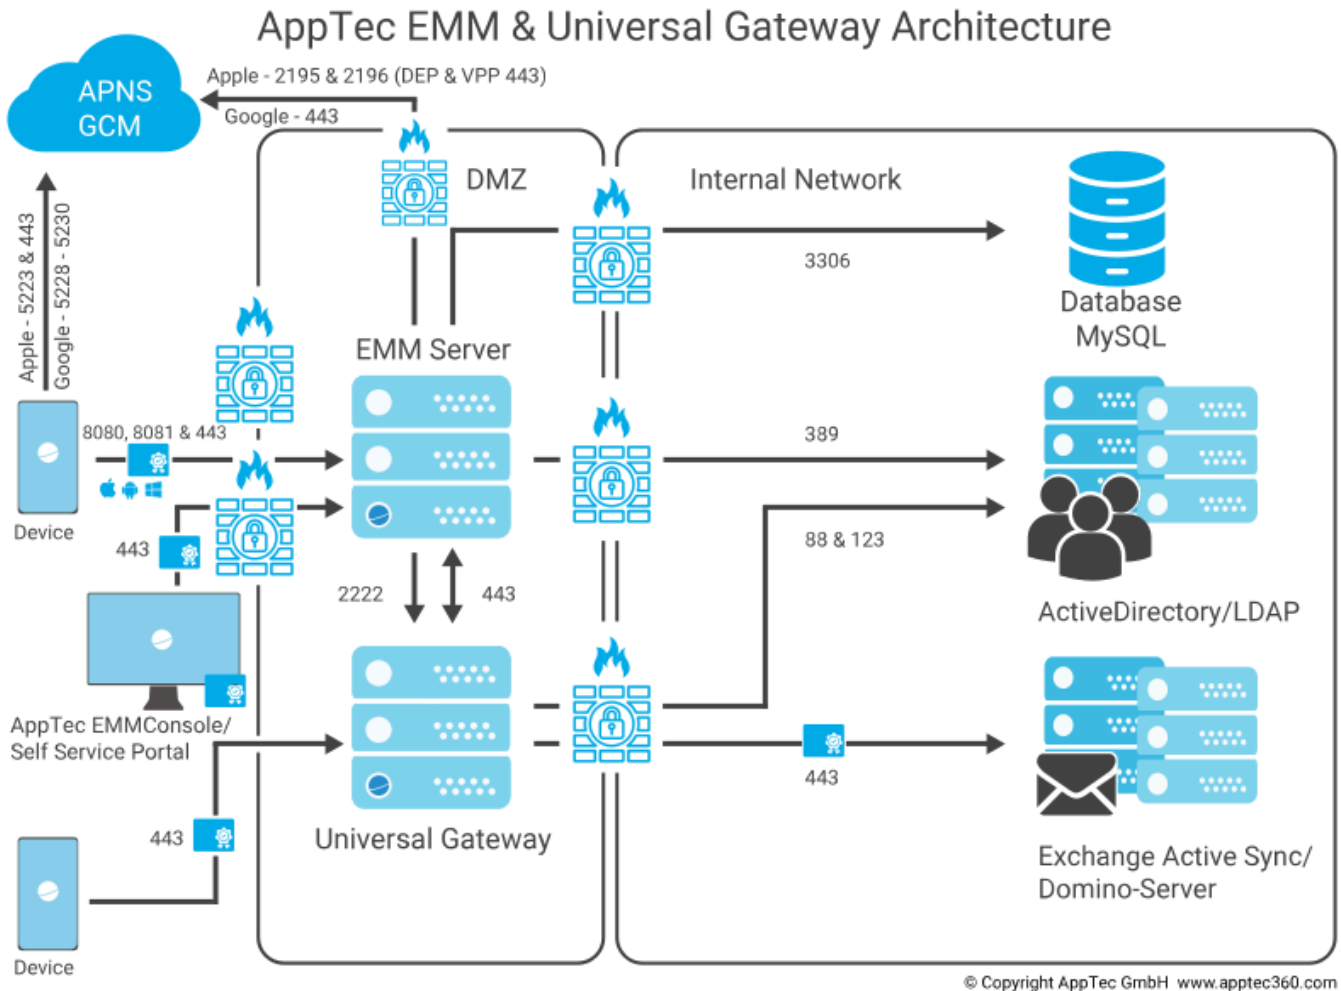 AppTec EMM & Universal Gateway Architecture
Apple - 2195 & 2196 (DEP & VPP 443)
Google - 443
APNS
GCM
DMZ
Internal Network
Apple - 5223 & 443
Google - 5228 - 5230
3306
Database
MySQL
EMM Server
8080, 8081 & 443
389
Device
443
88 & 123
2222
443
ActiveDirectory/LDAP
AppTec EMMConsole/
Self Service Portal
443
443
Universal Gateway
Exchange Active Sync/
Domino-Server
Device
© Copyright AppTec GmbH www.apptec360.com